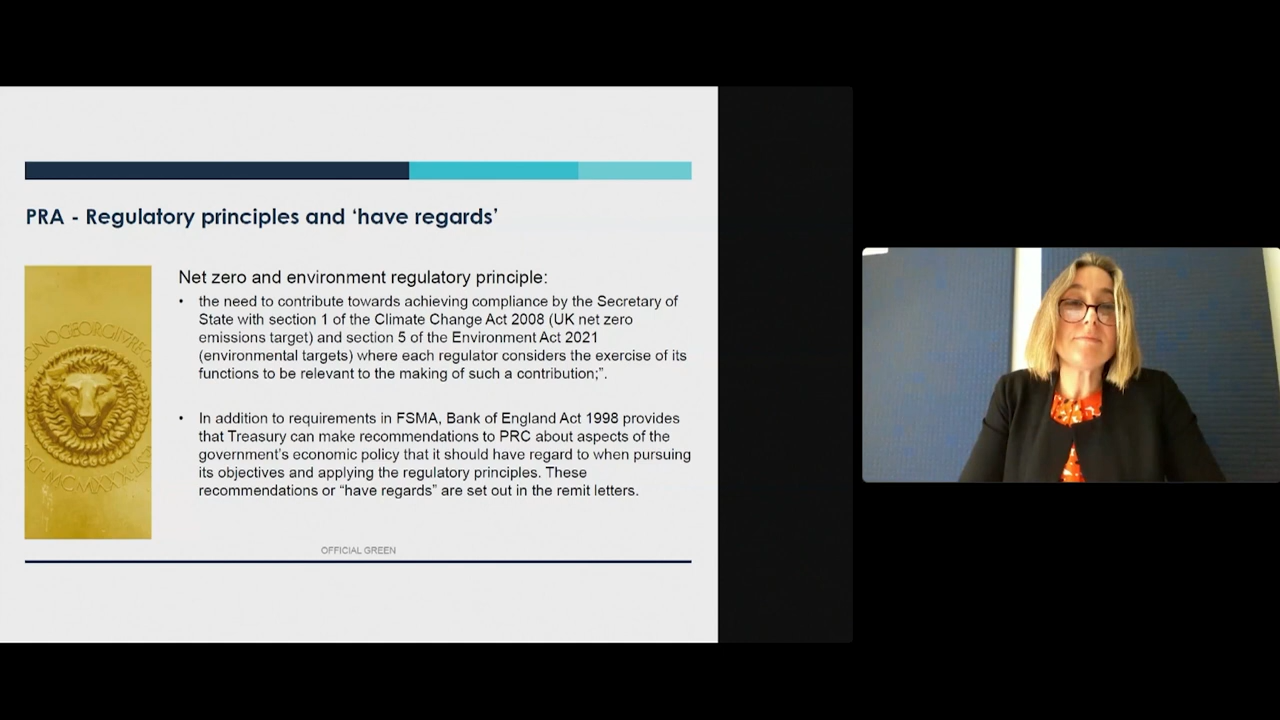 PRA - Regulatory principles and ‘have regards’
Net zero and environment regulatory principle:
• the need to contribute towards achieving compliance by the Secretary of
State with section 1 of the Climate Change Act 2008 (UK net zero
emissions target) and section 5 of the Environment Act 2021
(environmental targets) where each regulator considers the exercise of its
functions to be relevant to the making of such a contribution;”.
• In addition to requirements in FSMA, Bank of England Act 1998 provides
that Treasury can make recommendations to PRC about aspects of the
government’s economic policy that it should have regard to when pursuing
its objectives and applying the regulatory principles. These
recommendations or “have regards” are set out in the remit letters.
OFFICIAL GREEN